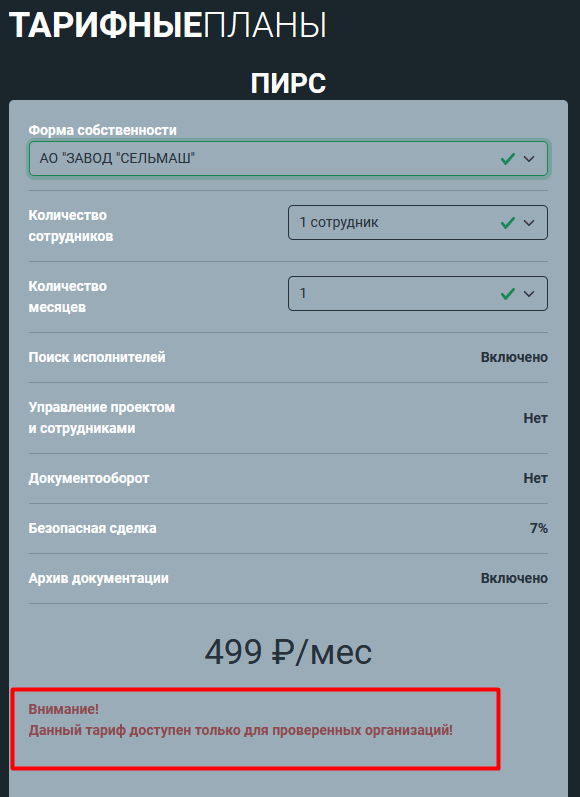 ТАРИФНЫЕПЛАНЫ
ПИРС
Форма собственности
АО "ЗАВОД "СЕЛЬМАШ"
Количество
сотрудников
1 сотрудник
Количество
месяцев
1
Поиск исполнителей
Включено
Управление проектом
и сотрудниками
Нет
Документооборот
Нет
Безопасная сделка
7%
Архив документации
Включено
499 ₽/мес
Внимание!
Данный тариф доступен только для проверенных организаций!